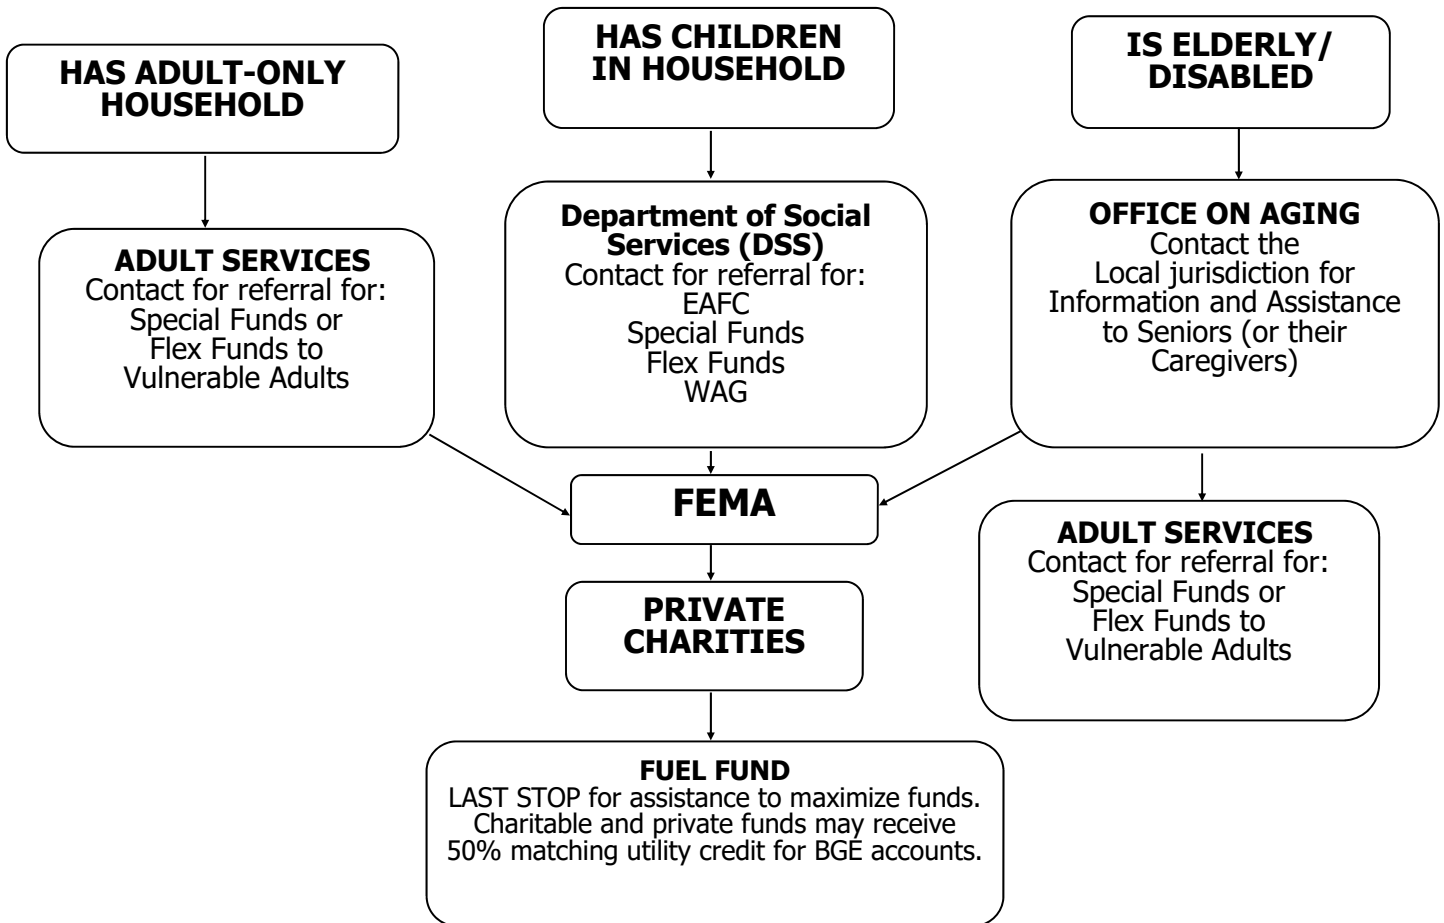 HAS ADULT-ONLY
HOUSEHOLD
HAS CHILDREN
IN HOUSEHOLD
IS ELDERLY/
DISABLED
ADULT SERVICES
Contact for referral for:
Special Funds or
Flex Funds to
Vulnerable Adults
Department of Social
Services (DSS)
Contact for referral for:
EAFC
Special Funds
Flex Funds
WAG
OFFICE ON AGING
Contact the
Local jurisdiction for
Information and Assistance
to Seniors (or their
Caregivers)
FEMA
ADULT SERVICES
Contact for referral for:
Special Funds or
Flex Funds to
Vulnerable Adults
PRIVATE
CHARITIES
FUEL FUND
LAST STOP for assistance to maximize funds.
Charitable and private funds may receive
50% matching utility credit for BGE accounts.